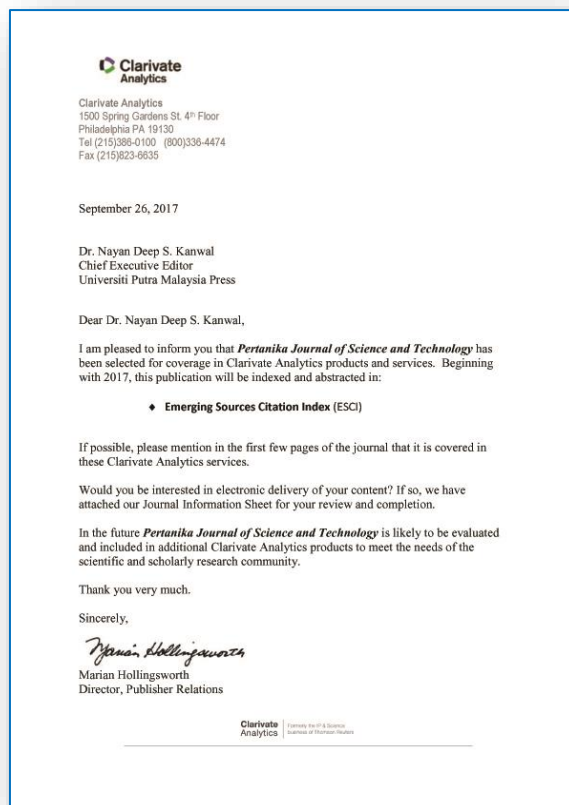 Clarivate
Analytics
Clarivate Analytics
1500 Spring Gardens St. 4th Floor
Philadelphia PA 19130
Tel (215)386-0100 (800)336-4474
Fax (215)823-6635
September 26, 2017
Dr. Nayan Deep S. Kanwal
Chief Executive Editor
Universiti Putra Malaysia Press
Dear Dr. Nayan Deep S. Kanwal,
I am pleased to inform you that Pertanika Journal of Science and Technology has
been selected for coverage in Clarivate Analytics products and services. Beginning
with 2017, this publication will be indexed and abstracted in:
♦ Emerging Sources Citation Index (ESCI)
If possible, please mention in the first few pages of the journal that it is covered in
these Clarivate Analytics services.
Would you be interested in electronic delivery of your content? If so, we have
attached our Journal Information Sheet for your review and completion.
In the future Pertanika Journal of Science and Technology is likely to be evaluated
and included in additional Clarivate Analytics products to meet the needs of the
scientific and scholarly research community.
Thank you very much.
Sincerely,
Marian Hollingsworth
Marian Hollingsworth
Director, Publisher Relations
Clarivate
Analytics
Formerly the IP & Science
business of Thomson Reuters